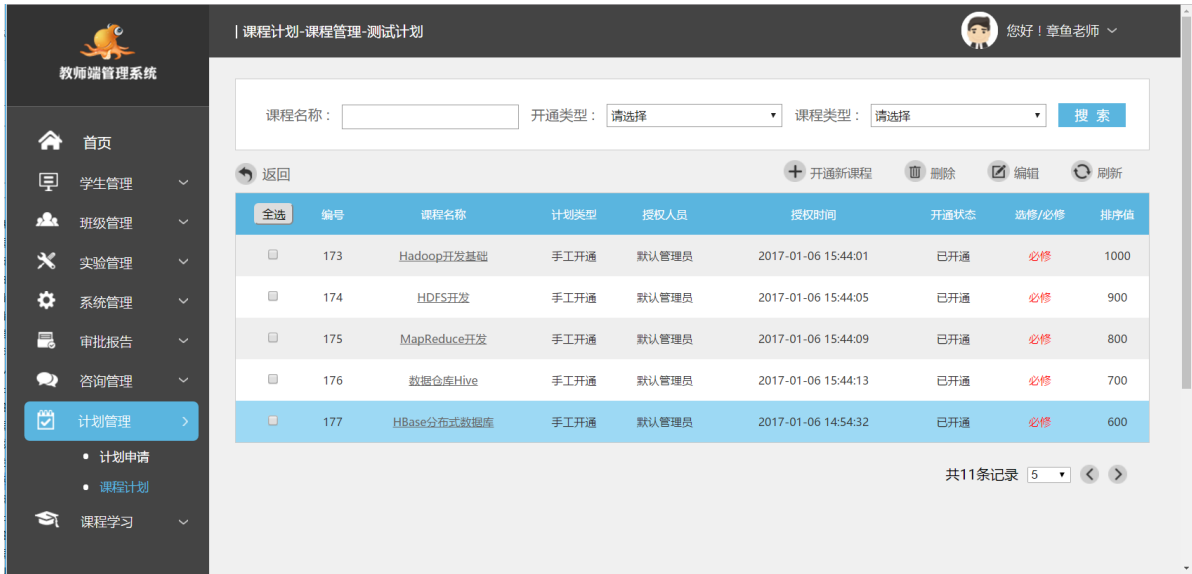 教师端管理系统
首页
学生管理
班级管理
实验管理
系统管理
审批报告
咨询管理
计划管理
计划申请
课程计划
课程学习
|课程计划-课程管理-测试计划
您好！章鱼老师
课程名称： 开通类型： 请选择 课程类型： 请选择 搜 索
返回 开通新课程 删除 编辑 刷新
全选 编号 课程名称 计划类型 授权人员 授权时间 开通状态 选修/必修 排序值
173 Hadoop开发基础 手工开通 默认管理员 2017-01-06 15:44:01 已开通 必修 1000
174 HDFS开发 手工开通 默认管理员 2017-01-06 15:44:05 已开通 必修 900
175 MapReduce开发 手工开通 默认管理员 2017-01-06 15:44:09 已开通 必修 800
176 数据仓库Hive 手工开通 默认管理员 2017-01-06 15:44:13 已开通 必修 700
177 HBase分布式数据库 手工开通 默认管理员 2017-01-06 14:54:32 已开通 必修 600
共11条记录 5